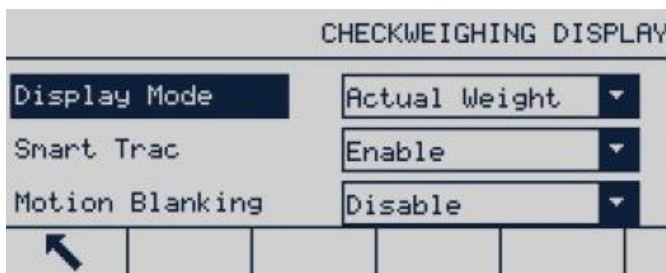 CHECKWEIGHING DISPLAY
Display Mode Actual Weight
Smart Trac Enable
Motion Blanking Disable